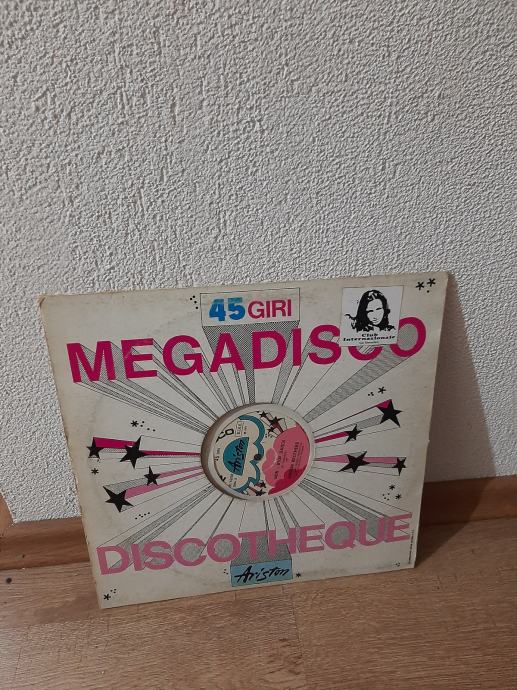 45 GIRI
MEGADISCO
Club
Internazionale
Ariston
DISCOTHEQUE
Ariston